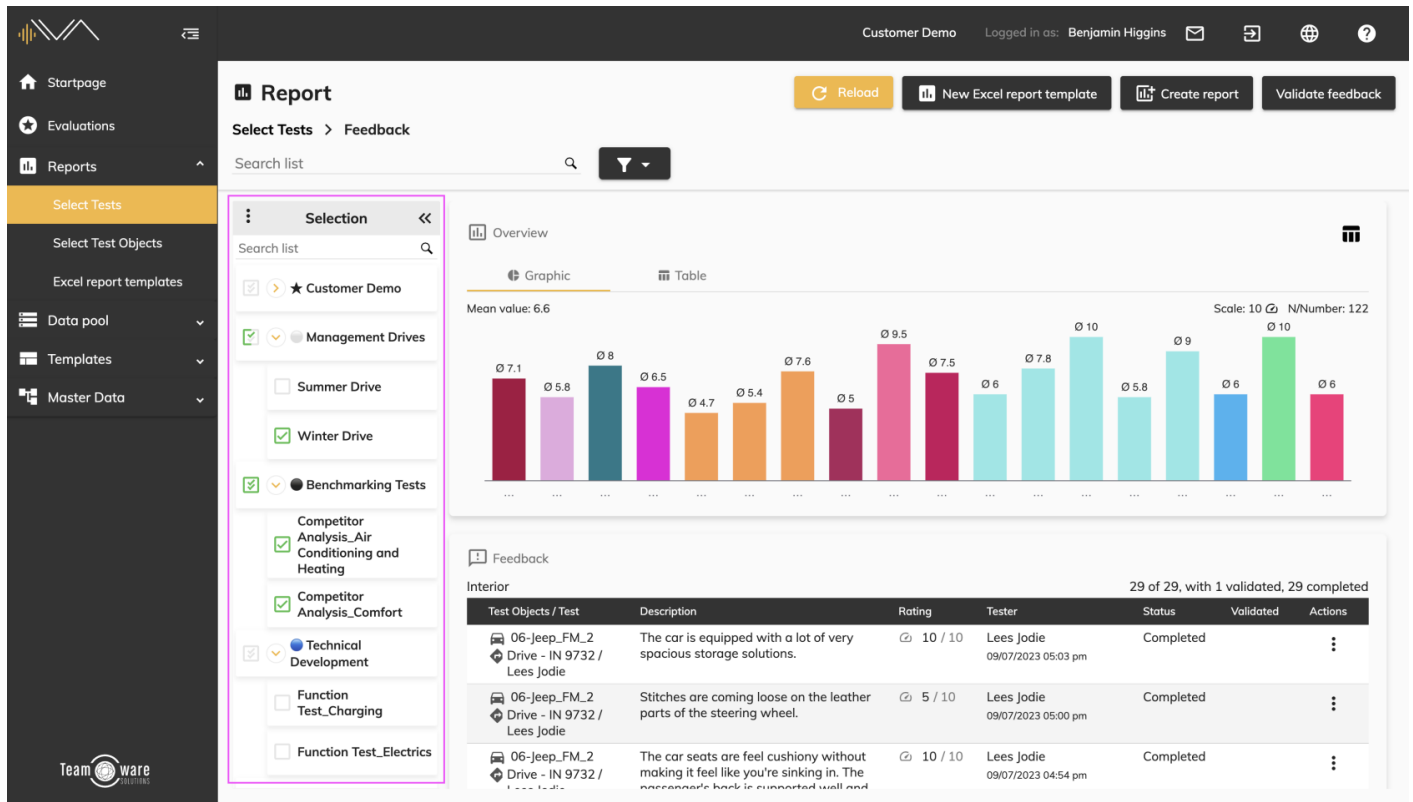 Customer Demo Logged in as: Benjamin Higgins
Startpage
Evaluations
Reports
Select Tests
Select Test Objects
Excel report templates
Data pool
Templates
Master Data
Team ware
SOLUTIONS
Report
Reload
New Excel report template
Create report
Validate feedback
Select Tests > Feedback
Search list
Selection
Search list
Customer Demo
Management Drives
Summer Drive
Winter Drive
Benchmarking Tests
Competitor
Analysis_Air
Conditioning and
Heating
Competitor
Analysis_Comfort
Technical
Development
Function
Test_Charging
Function Test_Electrics
Overview
Graphic
Table
Mean value: 6.6
Scale: 10 N/Number: 122
Ø 7.1
Ø 5.8
Ø 8
Ø 6.5
Ø 4.7
Ø 5.4
Ø 7.6
Ø 5
Ø 9.5
Ø 7.5
Ø 6
Ø 7.8
Ø 10
Ø 5.8
Ø 9
Ø 6
Ø 10
Ø 6
... ... ... ... ... ... ... ... ... ... ... ... ... ... ... ... ... ...
Feedback
Interior
29 of 29, with 1 validated, 29 completed
Test Objects / Test Description Rating Tester Status Validated Actions
06-Jeep_FM_2 The car is equipped with a lot of very 10 / 10 Lees Jodie Completed
Drive - IN 9732 / spacious storage solutions. 09/07/2023 05:03 pm
Lees Jodie
06-Jeep_FM_2 Stitches are coming loose on the leather 5 / 10 Lees Jodie Completed
Drive - IN 9732 / parts of the steering wheel. 09/07/2023 05:00 pm
Lees Jodie
06-Jeep_FM_2 The car seats are feel cushiony without 10 / 10 Lees Jodie Completed
Drive - IN 9732 / making it feel like you're sinking in. The 09/07/2023 04:54 pm
Lees Jodie passenger's back is supported well and